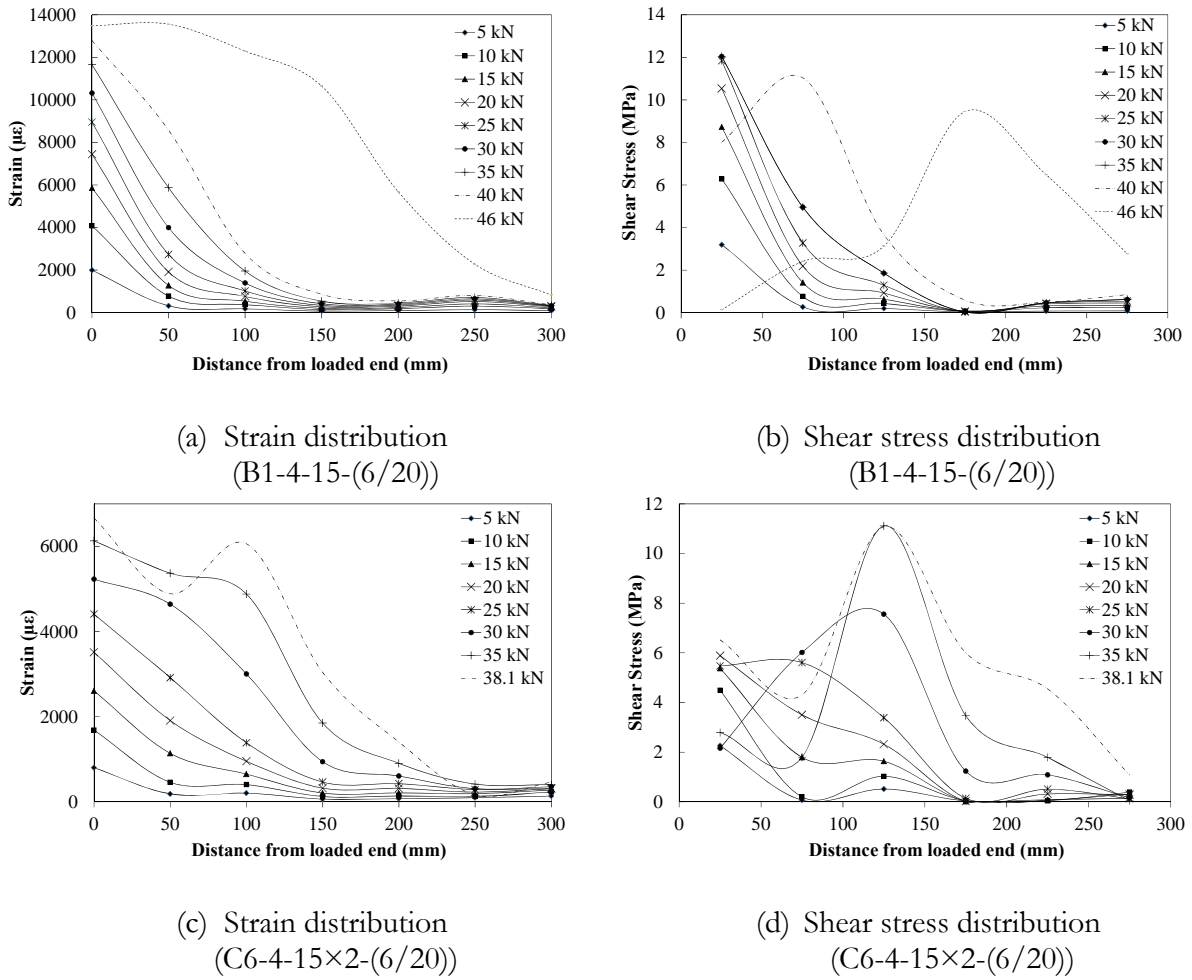 14000
12000
10000
8000
6000
4000
2000
0
Strain (με)
0 50 100 150 200 250 300
Distance from loaded end (mm)
5 kN
10 kN
15 kN
20 kN
25 kN
30 kN
35 kN
40 kN
46 kN
(a) Strain distribution
(B1-4-15-(6/20))
14
12
10
8
6
4
2
0
Shear Stress (MPa)
0 50 100 150 200 250 300
Distance from loaded end (mm)
5 kN
10 kN
15 kN
20 kN
25 kN
30 kN
35 kN
40 kN
46 kN
(b) Shear stress distribution
(B1-4-15-(6/20))
6000
4000
2000
0
Strain (με)
0 50 100 150 200 250 300
Distance from loaded end (mm)
5 kN
10 kN
15 kN
20 kN
25 kN
30 kN
35 kN
38.1 kN
(c) Strain distribution
(C6-4-15×2-(6/20))
12
10
8
6
4
2
0
Shear Stress (MPa)
0 50 100 150 200 250 300
Distance from loaded end (mm)
5 kN
10 kN
15 kN
20 kN
25 kN
30 kN
35 kN
38.1 kN
(d) Shear stress distribution
(C6-4-15×2-(6/20))